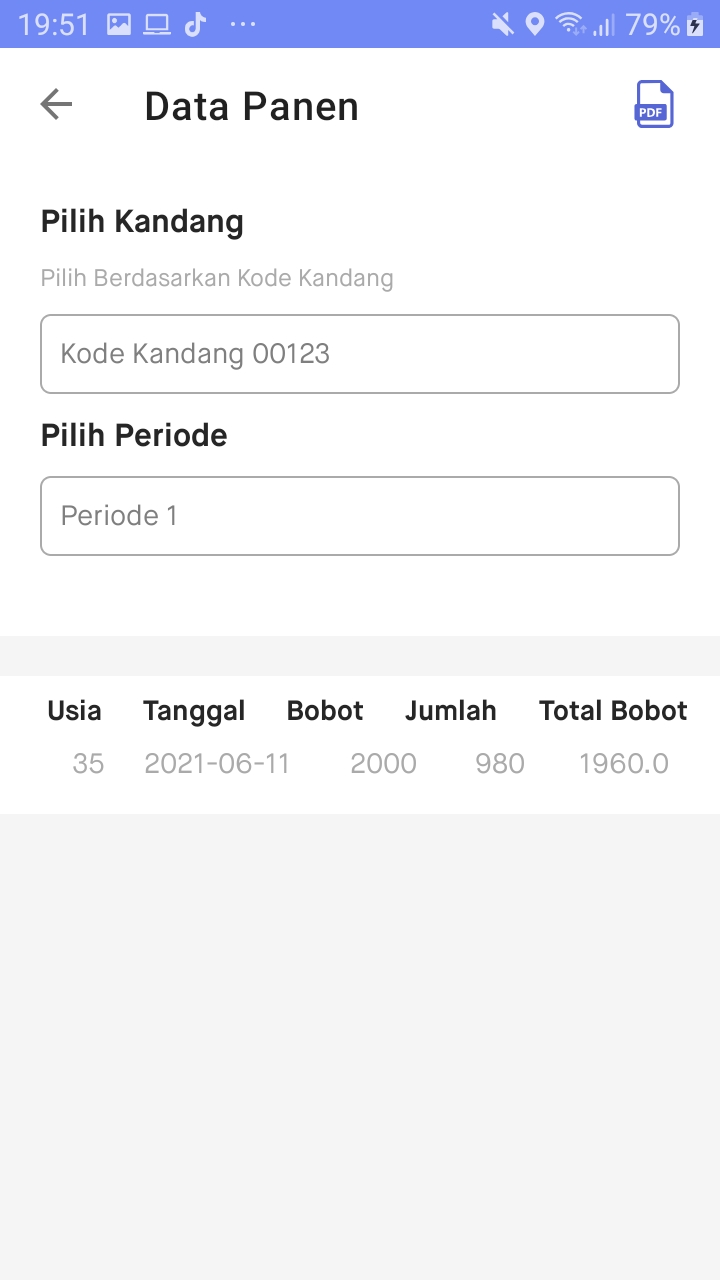 19:51 ... 79%
Data Panen
PDF
Pilih Kandang
Pilih Berdasarkan Kode Kandang
Kode Kandang 00123
Pilih Periode
Periode 1
Usia Tanggal Bobot Jumlah Total Bobot
35 2021-06-11 2000 980 1960.0